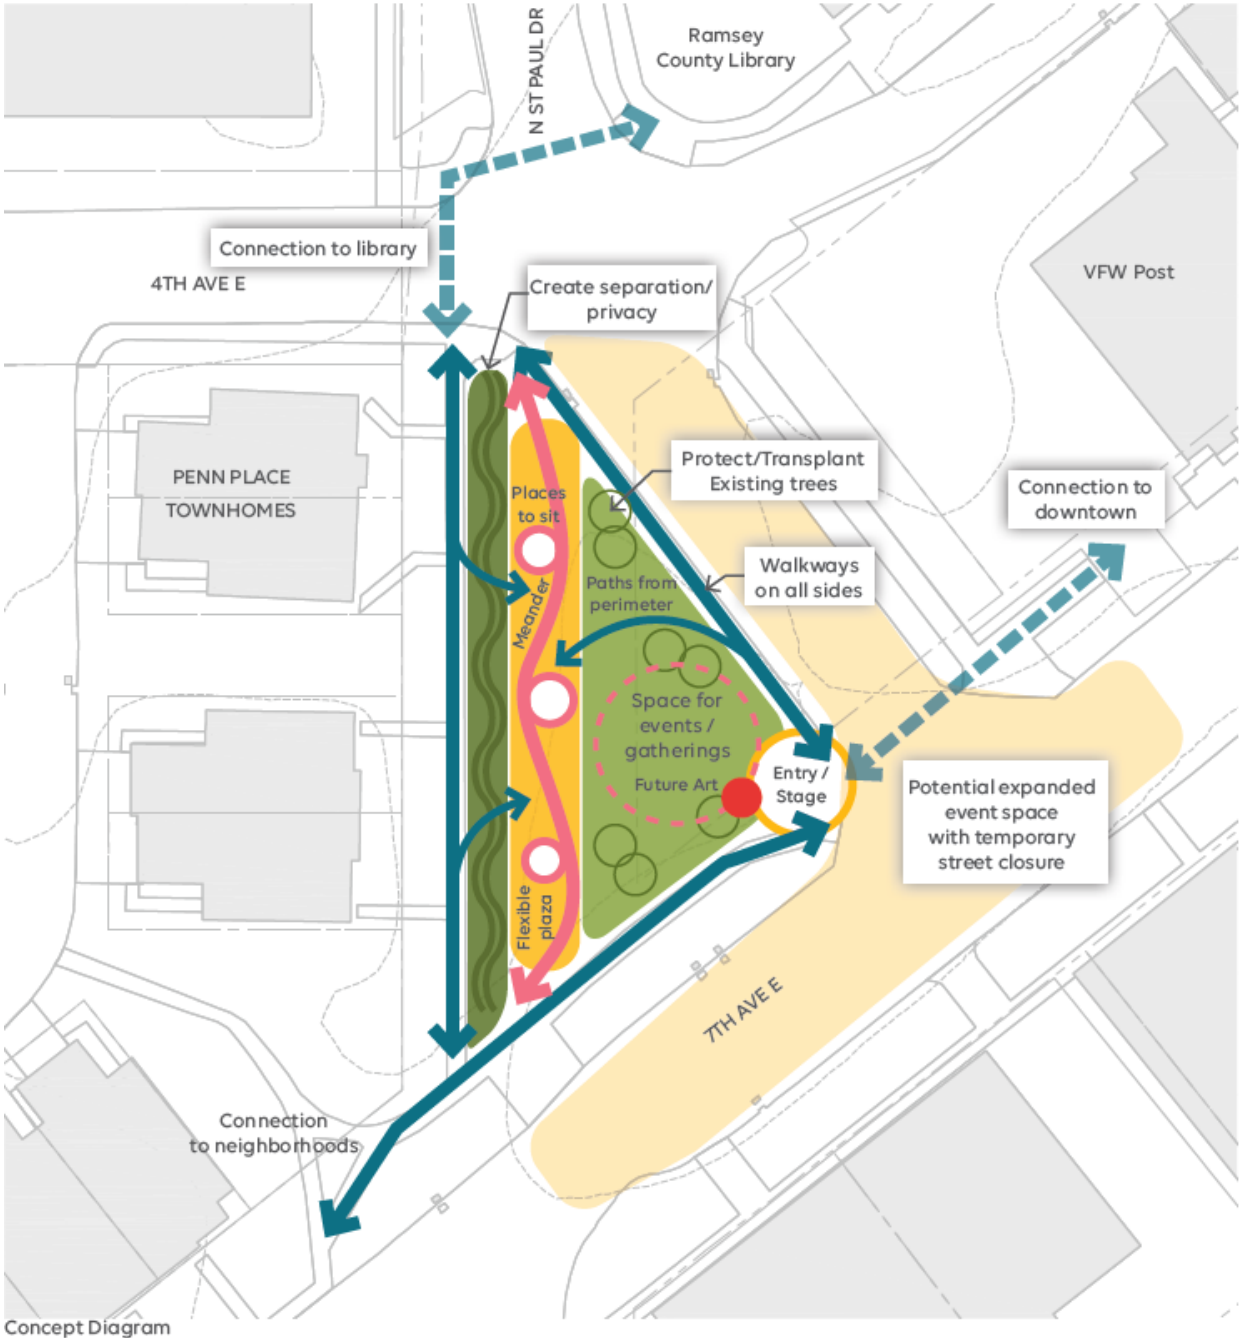 Ramsey
County Library
N ST PAUL DR
Connection to library
4TH AVE E
Create separation/
privacy
VFW Post
Protect/Transplant
Existing trees
PENN PLACE
TOWNHOMES
Places
to sit
Connection to
downtown
Walkways
on all sides
Paths from
perimeter
Meander
Space for
events /
gatherings
Future Art
Entry /
Stage
Potential expanded
event space
with temporary
street closure
Flexible
plaza
7TH AVE E
Connection
to neighborhoods
Concept Diagram